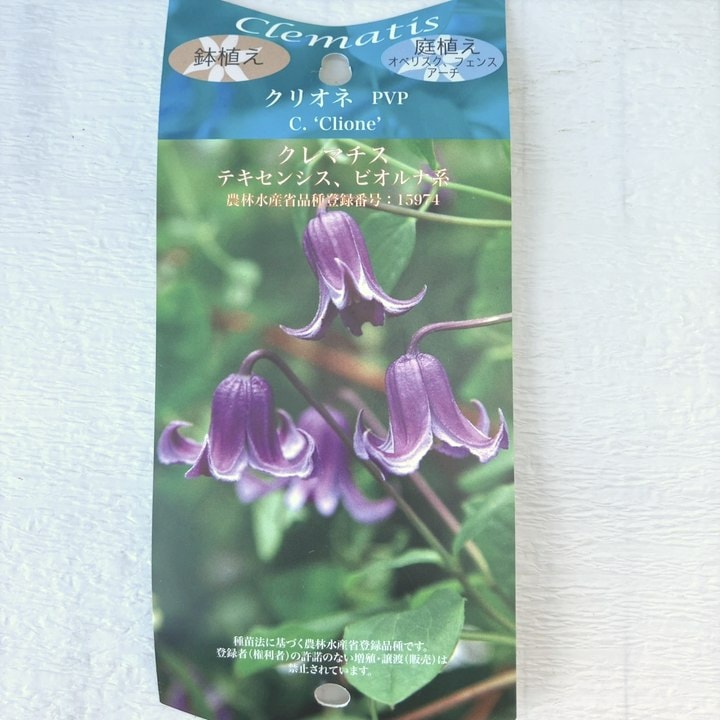 Clematis
鉢植え
庭植え
オベリスク、フェンス
アーチ
クリオネ PVP
C. ‘Clione’
クレマチス
テキセンシス、ビオルナ系
農林水産省品種登録番号：15974
種苗法に基づく農林水産省登録品種です。
登録者（権利者）の許諾のない増殖・譲渡（販売）は
禁止されています。